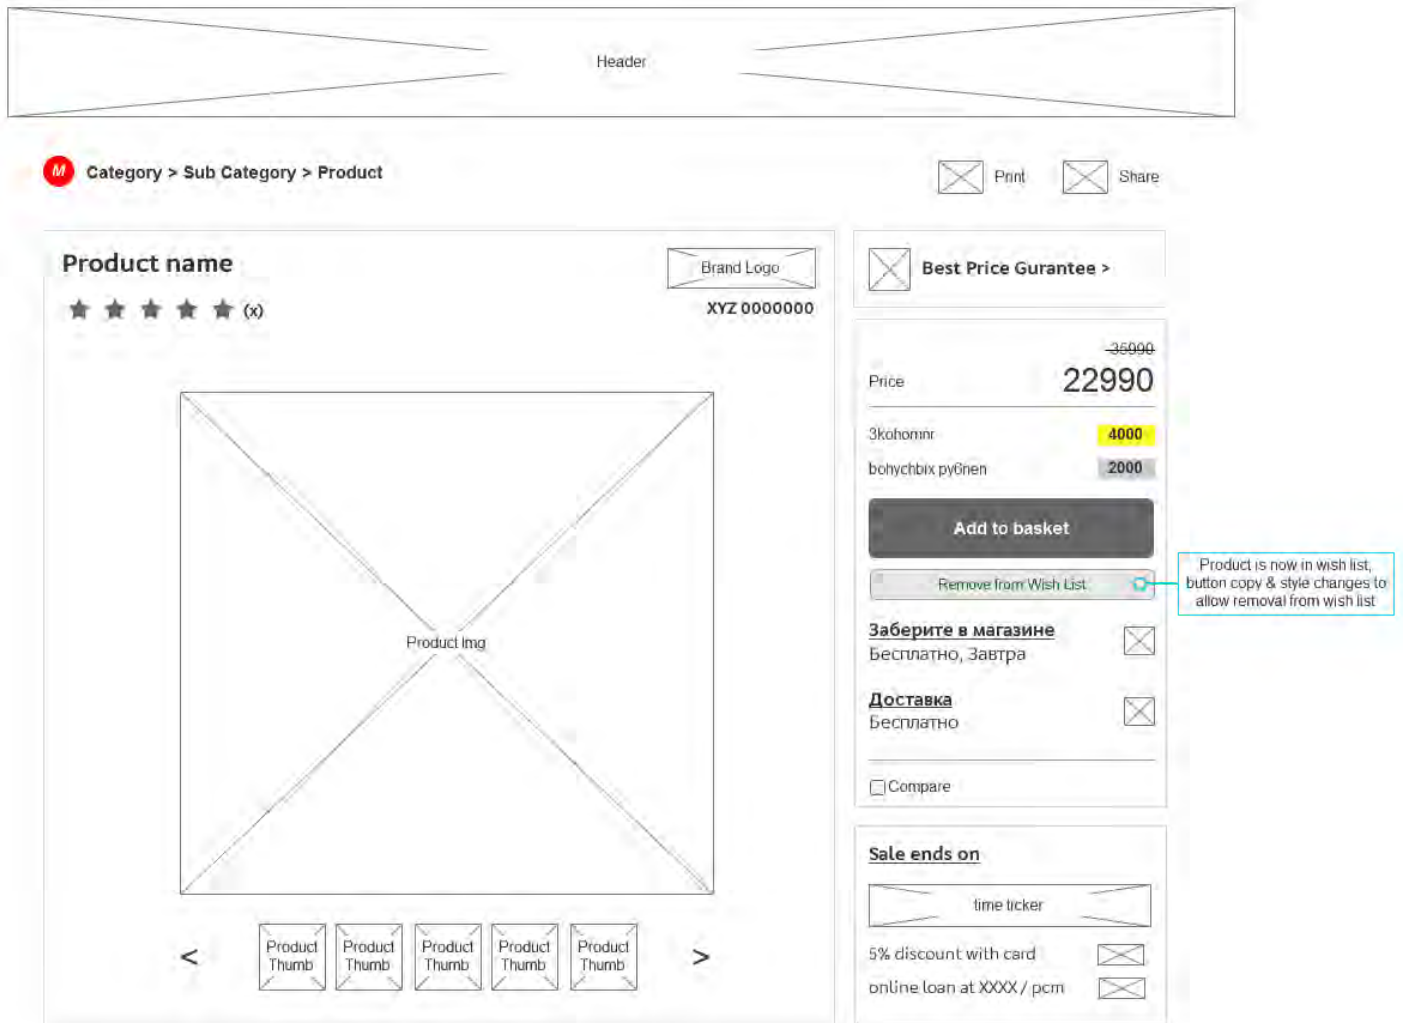 Header
M
Category > Sub Category > Product
Print
Share
Product name
Brand Logo
(x)
XYZ 0000000
Best Price Gurantee >
35990
Price
22990
3kohomnr
4000
bohychbix py6nen
2000
Add to basket
Remove from Wish List
Product is now in wish list,
button copy & style changes to
allow removal from wish list
Заберите в магазине
Бесплатно, Завтра
Доставка
Бесплатно
Compare
Product Img
<
Product
Thumb
Product
Thumb
Product
Thumb
Product
Thumb
Product
Thumb
>
Sale ends on
time ticker
5% discount with card
online loan at XXXX / pcm